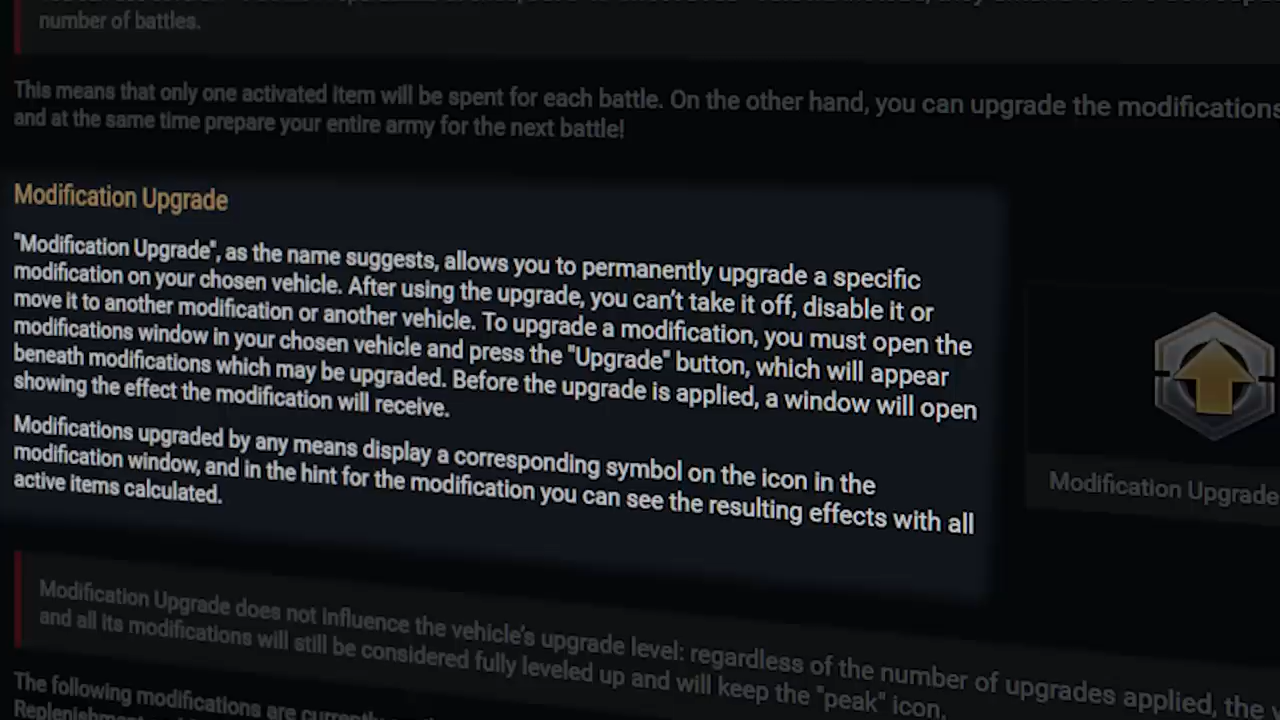 number of battles.
This means that only one activated item will be spent for each battle. On the other hand, you can upgrade the modifications
and at the same time prepare your entire army for the next battle!
Modification Upgrade
"Modification Upgrade", as the name suggests, allows you to permanently upgrade a specific
modification on your chosen vehicle. After using the upgrade, you can't take it off, disable it or
move it to another modification or another vehicle. To upgrade a modification, you must open the
modifications window in your chosen vehicle and press the "Upgrade" button, which will appear
beneath modifications which may be upgraded. Before the upgrade is applied, a window will open
showing the effect the modification will receive.
Modifications upgraded by any means display a corresponding symbol on the icon in the
modification window, and in the hint for the modification you can see the resulting effects with all
active items calculated.
Modification Upgrade
Modification Upgrade does not influence the vehicle's upgrade level: regardless of the number of upgrades applied, the
and all its modifications will still be considered fully leveled up and will keep the "peak" icon.
The following modifications are